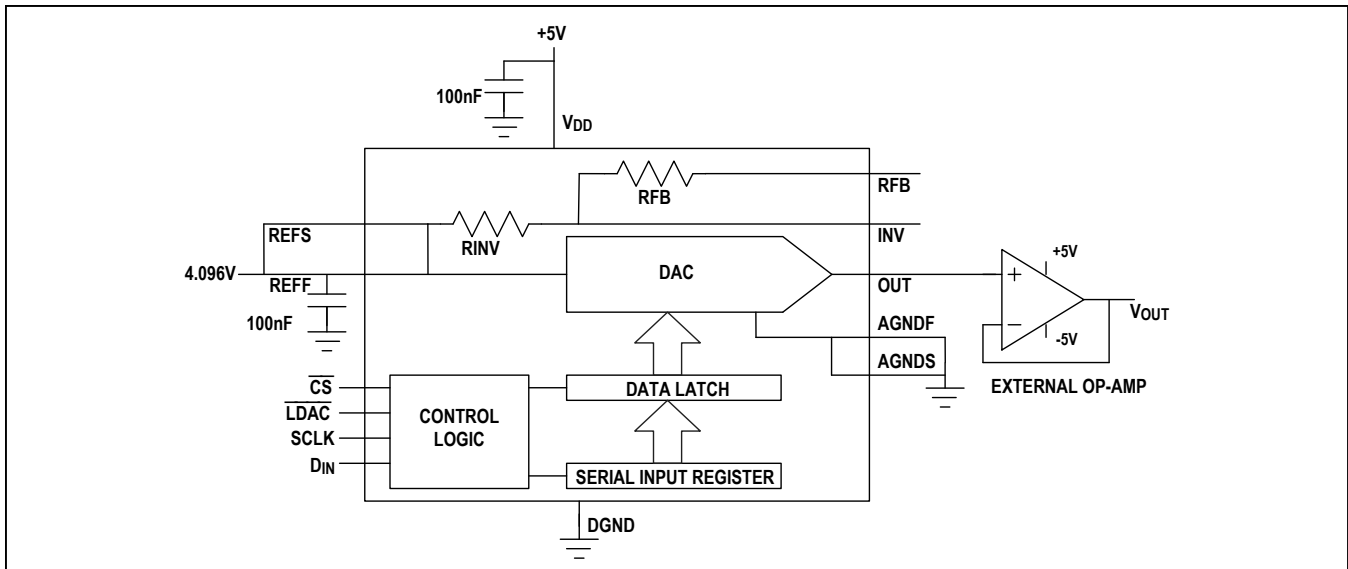 +5V
100nF
VDD
RFB
RFB
REFS
RINV
INV
4.096V
REFF
DAC
OUT
+
+5V
VOUT
100nF
AGNDF
−
-5V
AGNDS
CS
DATA LATCH
EXTERNAL OP-AMP
LDAC
CONTROL
LOGIC
SCLK
DIN
SERIAL INPUT REGISTER
DGND